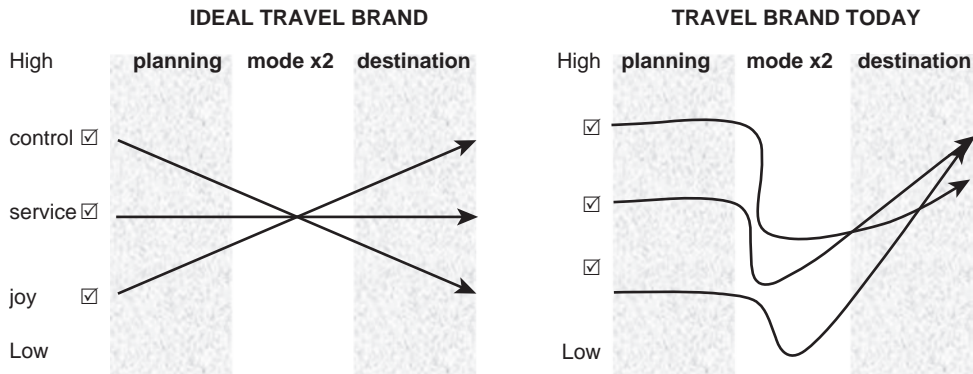 IDEAL TRAVEL BRAND
High planning mode x2 destination
control ☑
service ☑
joy ☑
Low
TRAVEL BRAND TODAY
High planning mode x2 destination
☑
☑
☑
Low